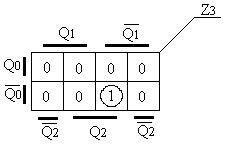 Z3
Q1 Q̅1̅
Q0 0 0 0 0
Q̅0̅ 0 0 1 0
Q̅2̅ Q2 Q̅2̅